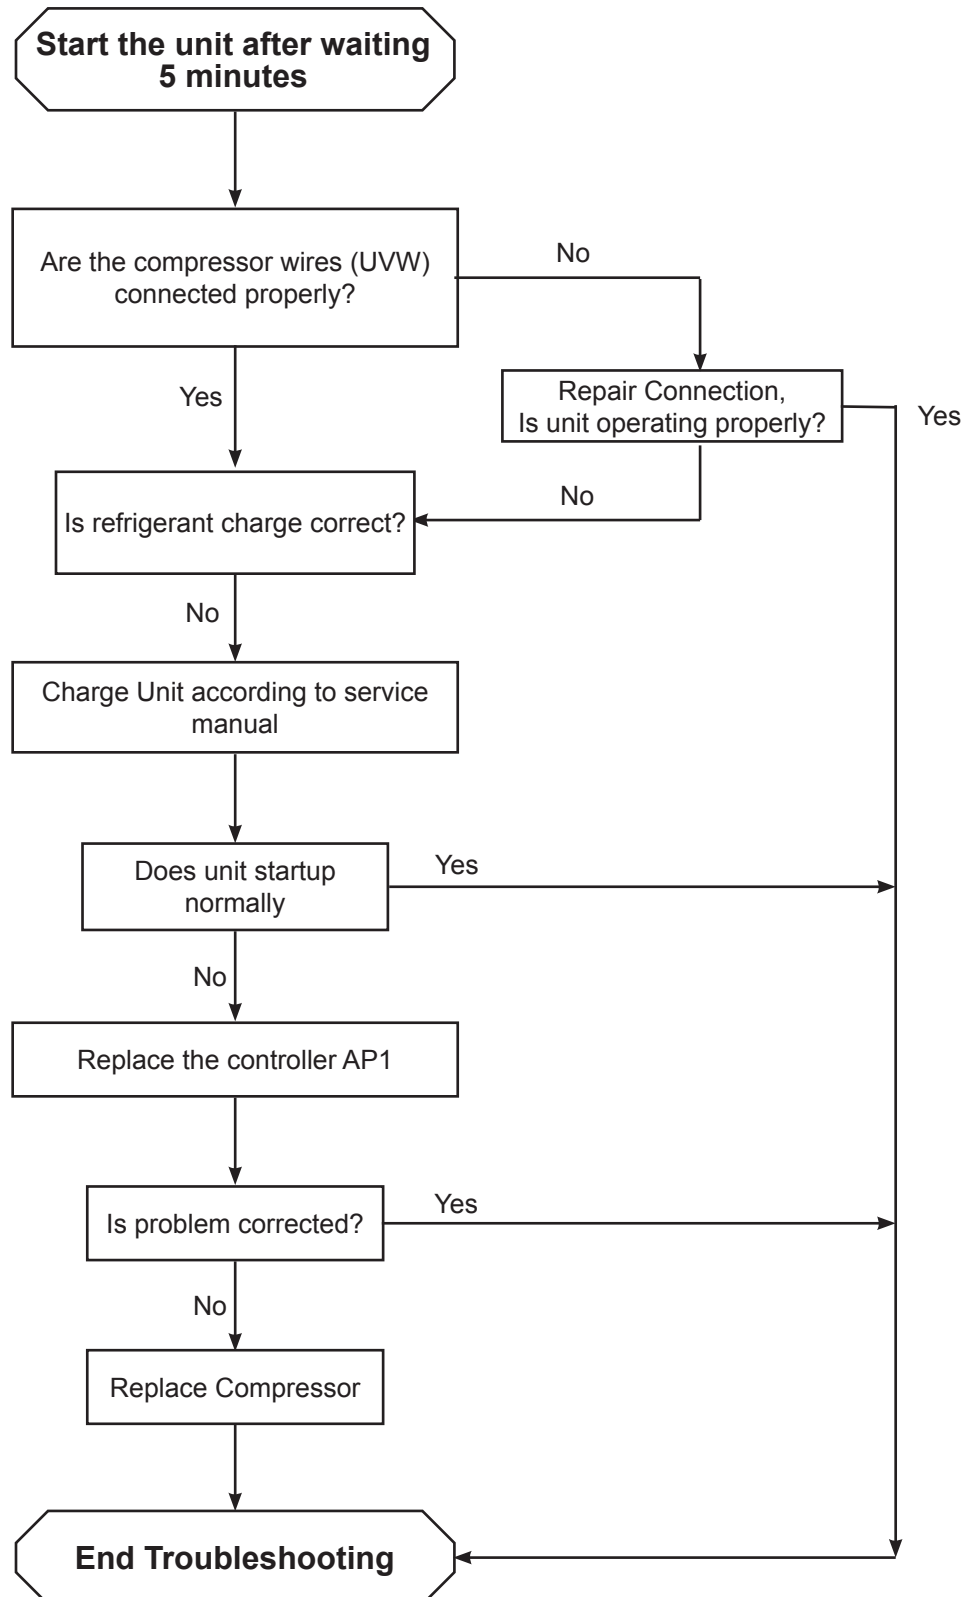 Start the unit after waiting
5 minutes
Are the compressor wires (UVW)
connected properly?
No
Yes
Repair Connection,
Is unit operating properly?
Yes
No
Is refrigerant charge correct?
No
Charge Unit according to service
manual
Does unit startup
normally
Yes
No
Replace the controller AP1
Is problem corrected?
Yes
No
Replace Compressor
End Troubleshooting